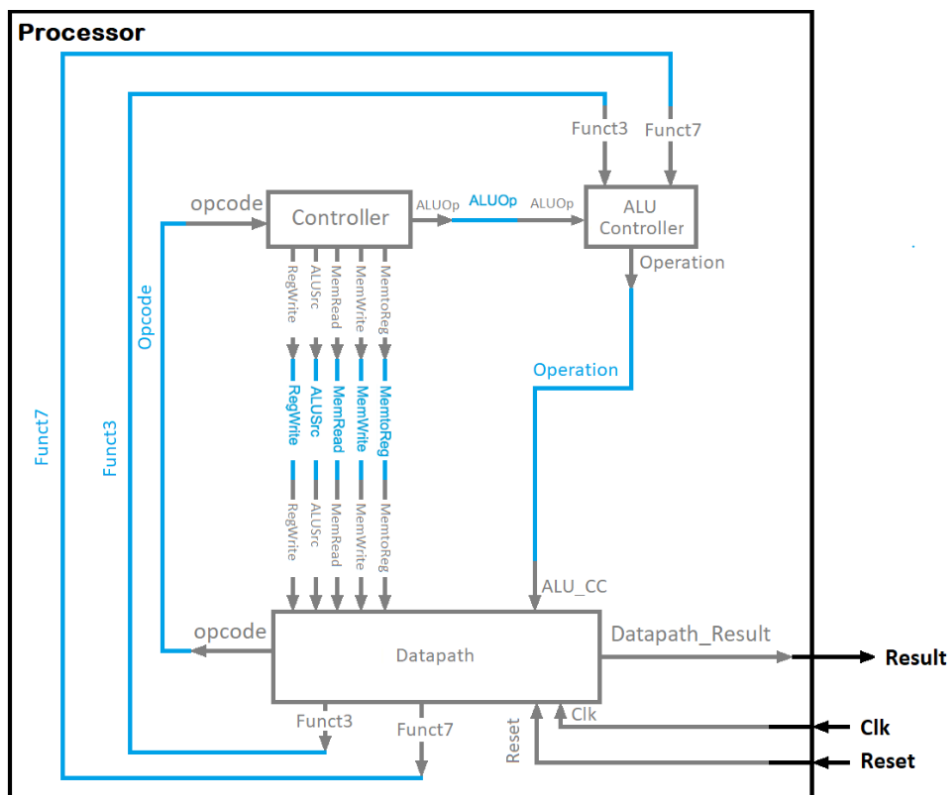 Processor
Funct3
Funct7
opcode
Controller
ALUOp
ALUOp
ALUOp
ALU
Controller
Operation
RegWrite
ALUSrc
MemRead
MemWrite
MemtoReg
Opcode
Operation
RegWrite
ALUSrc
MemRead
MemWrite
MemtoReg
Funct7
Funct3
RegWrite
ALUSrc
MemRead
MemWrite
MemtoReg
ALU_CC
opcode
Datapath
Datapath_Result
Result
Funct3
Funct7
Reset
Clk
Clk
Reset